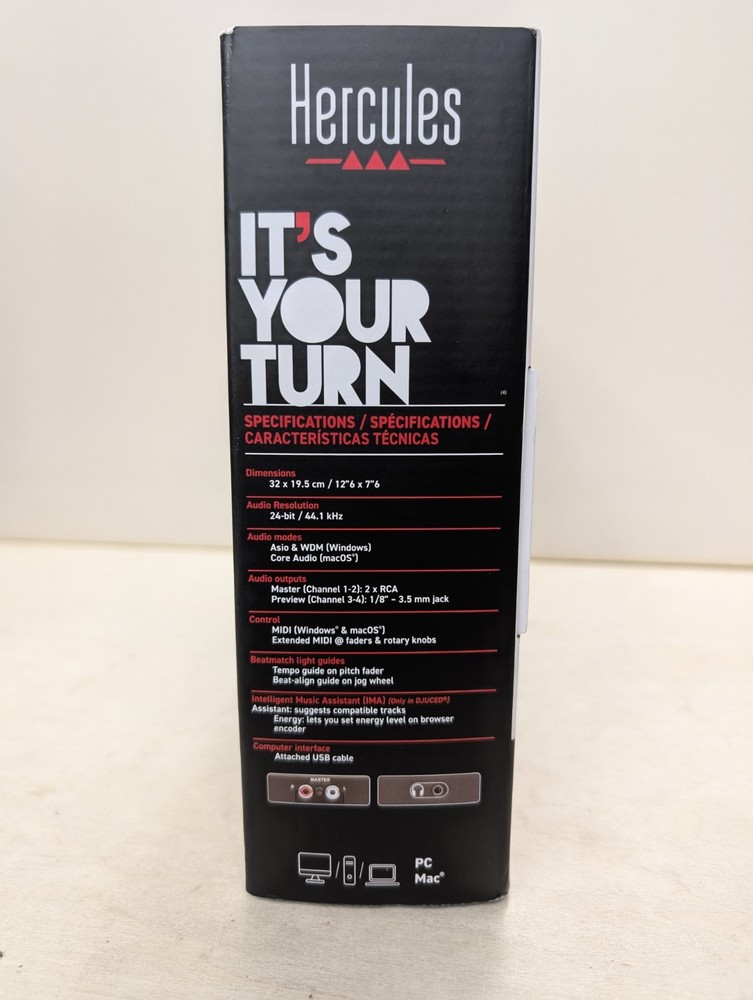 Hercules
IT'S
YOUR
TURN
(4)
SPECIFICATIONS / SPÉCIFICATIONS /
CARACTERÍSTICAS TÉCNICAS
Dimensions
32 x 19.5 cm / 12"6 x 7"6
Audio Resolution
24-bit / 44.1 kHz
Audio modes
Asio & WDM (Windows)
Core Audio (macOS®)
Audio outputs
Master (Channel 1-2): 2 x RCA
Preview (Channel 3-4): 1/8" – 3.5 mm jack
Control
MIDI (Windows® & macOS®)
Extended MIDI @ faders & rotary knobs
Beatmatch light guides
Tempo guide on pitch fader
Beat-align guide on jog wheel
Intelligent Music Assistant (IMA) (Only in DJUCED®)
Assistant: suggests compatible tracks
Energy: lets you set energy level on browser
encoder
Computer interface
Attached USB cable
MASTER
PC
Mac®